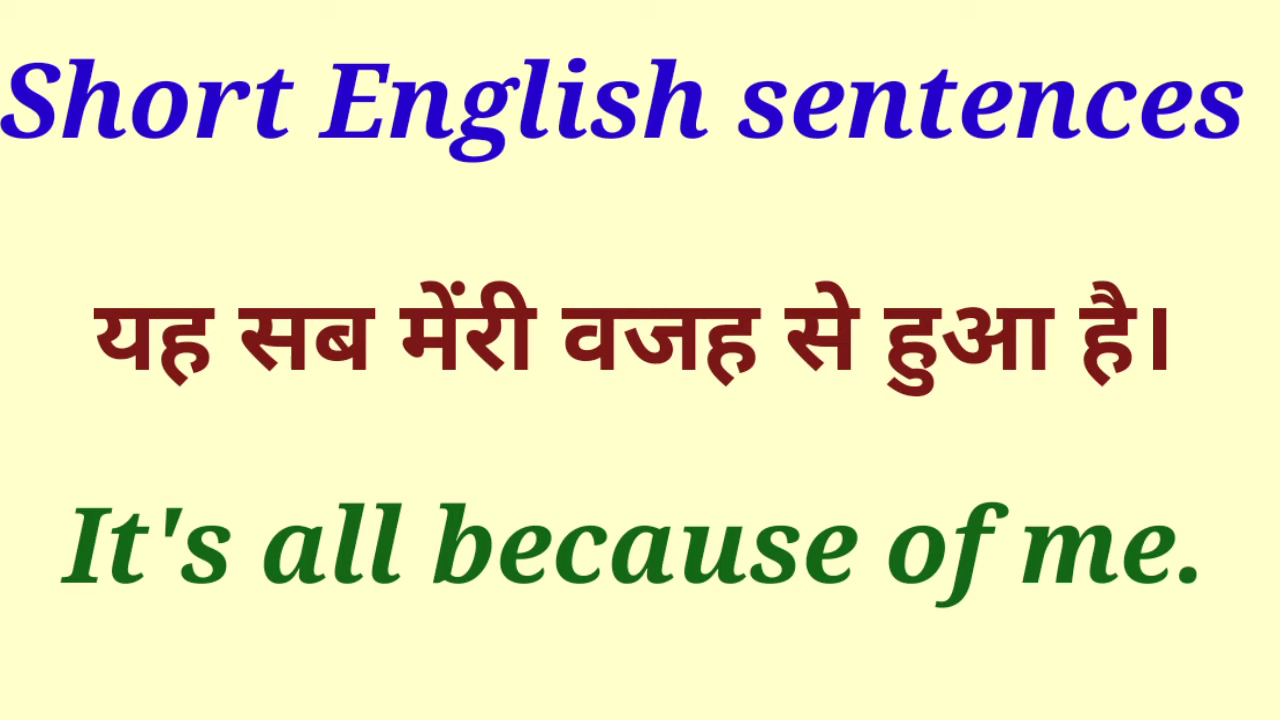 Short English sentences
यह सब मेंरी वजह से हुआ है।
It's all because of me.